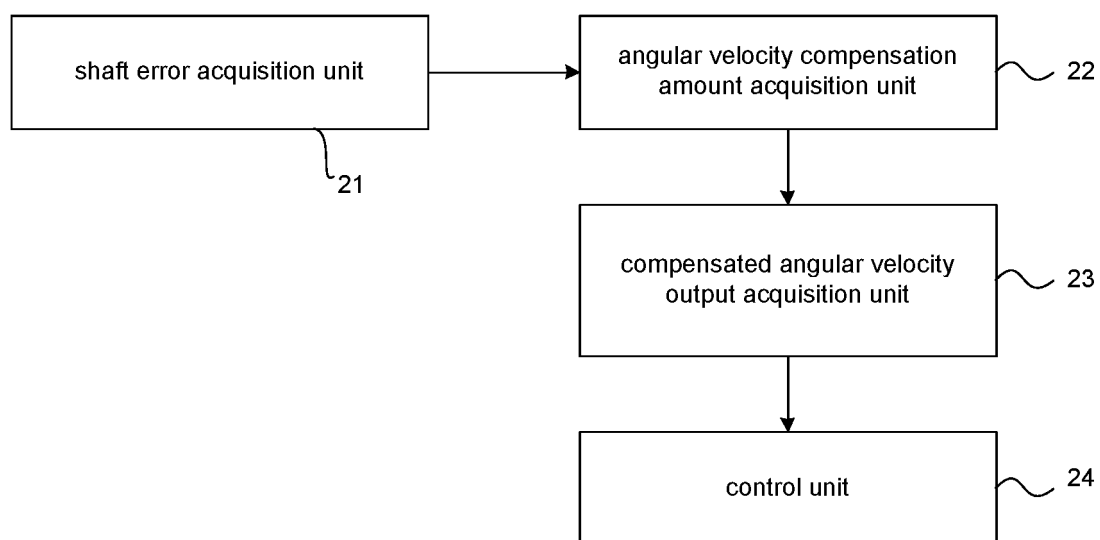 shaft error acquisition unit
21
angular velocity compensation
amount acquisition unit
22
compensated angular velocity
output acquisition unit
23
control unit
24